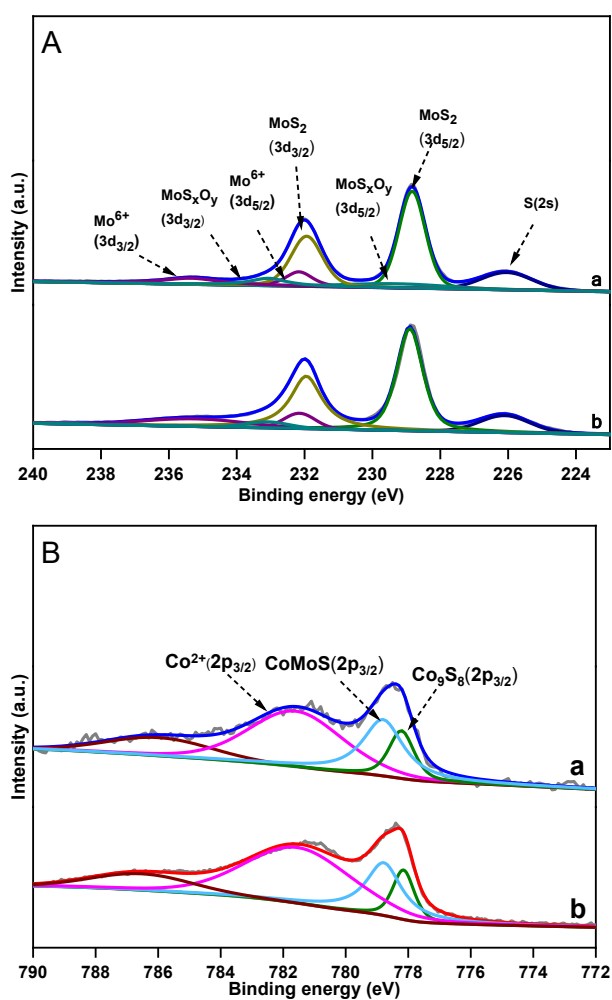 A
MoS2
(3d3/2)
MoS2
(3d5/2)
Mo6+
(3d5/2)
MoSxOy
(3d3/2)
MoSxOy
(3d5/2)
Mo6+
(3d3/2)
S(2s)
a
b
Intensity (a.u.)
240 238 236 234 232 230 228 226 224
Binding energy (eV)
B
Co2+(2p3/2) CoMoS(2p3/2) Co9S8(2p3/2)
a
b
Intensity (a.u.)
790 788 786 784 782 780 778 776 774 772
Binding energy (eV)